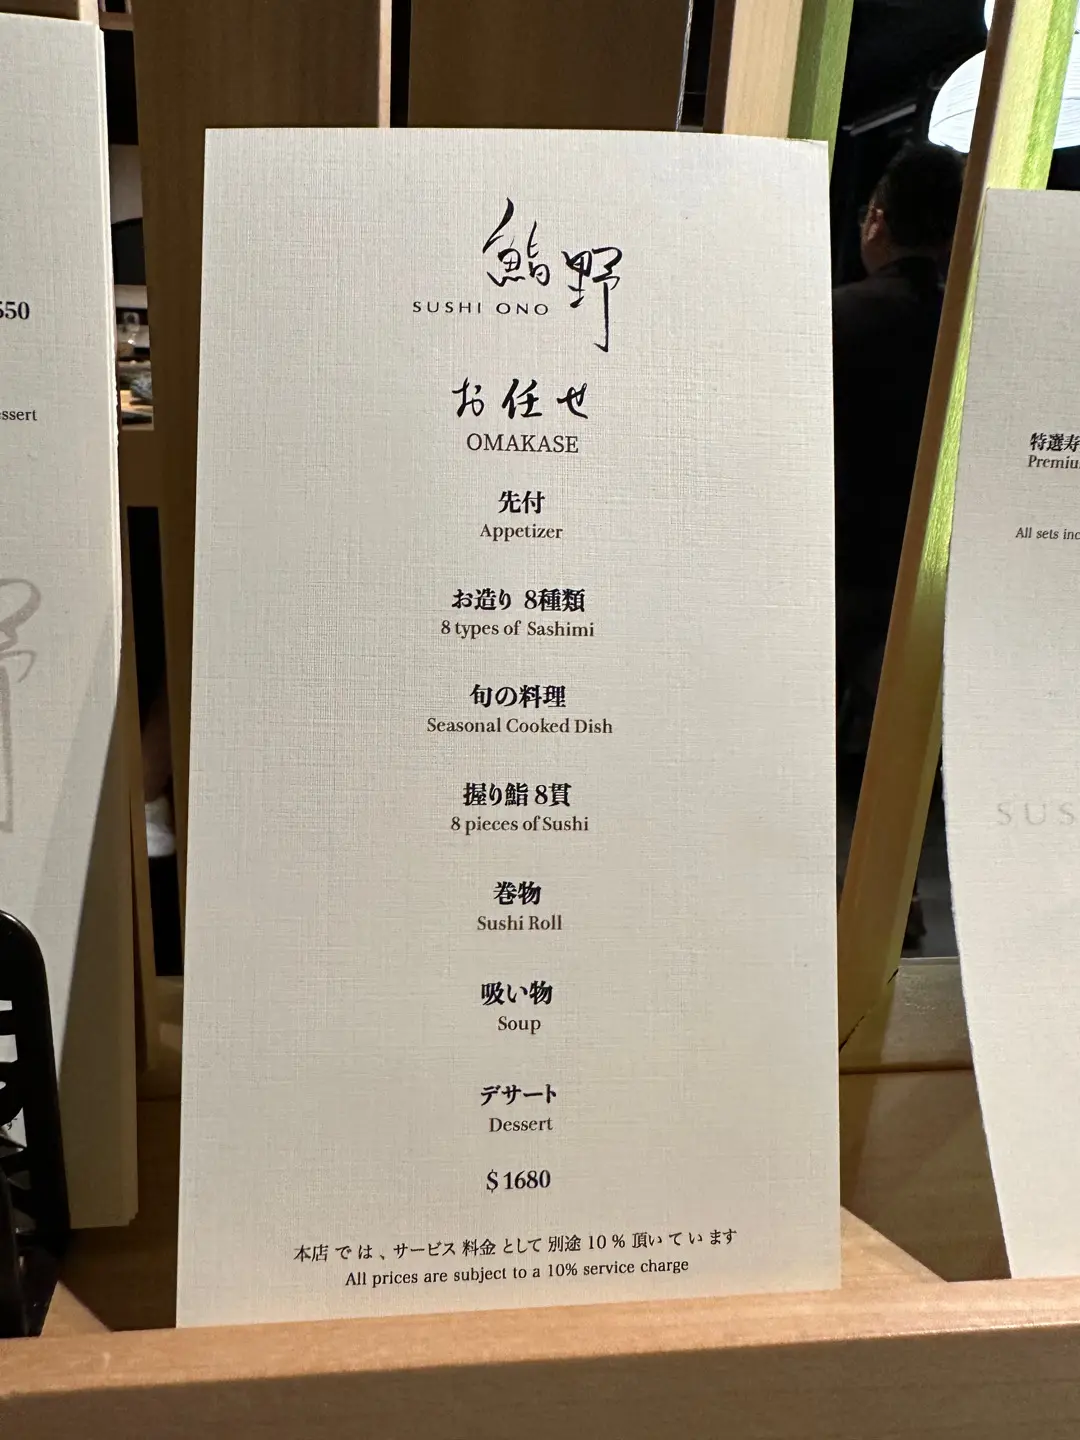 550
ssert
鮨野
SUSHI ONO
お任せ
OMAKASE
先付
Appetizer
お造り 8種類
8 types of Sashimi
旬の料理
Seasonal Cooked Dish
握り鮨 8貫
8 pieces of Sushi
巻物
Sushi Roll
吸い物
Soup
デサート
Dessert
$ 1680
本店では、サービス料金として別途 10 % 頂いています
All prices are subject to a 10% service charge
特選寿
Premiu
All sets inc
SUS